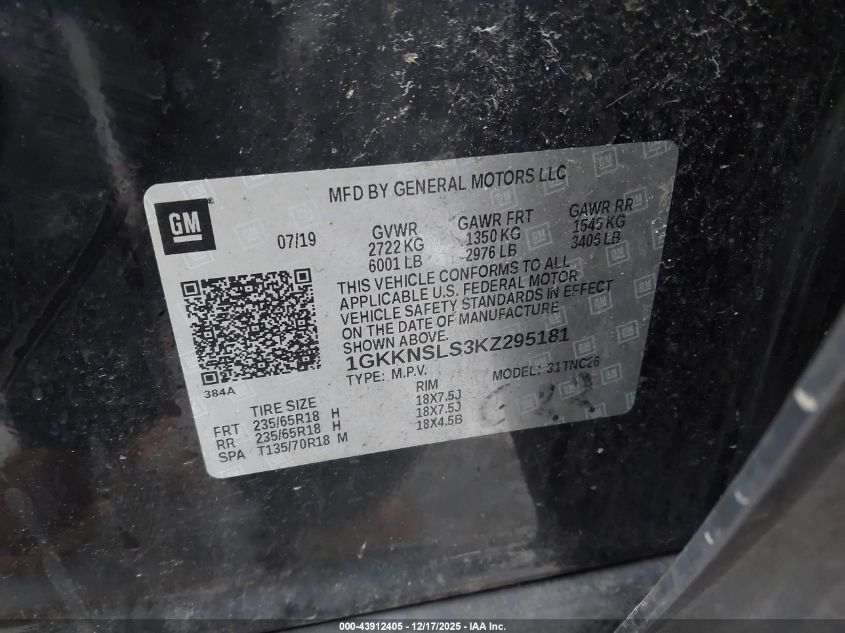 MFD BY GENERAL MOTORS LLC
GM
07/19
GVWR GAWR FRT GAWR RR
2722 KG 1350 KG 1545 KG
6001 LB 2976 LB 3406 LB
THIS VEHICLE CONFORMS TO ALL
APPLICABLE U.S. FEDERAL MOTOR
VEHICLE SAFETY STANDARDS IN EFFECT
ON THE DATE OF MANUFACTURE
SHOWN ABOVE.
1GKKNSLS3KZ295181
TYPE: M.P.V. MODEL: 31TNC26
384A
TIRE SIZE RIM
FRT 235/65R18 H 18X7.5J
RR 235/65R18 H 18X7.5J
SPA T135/70R18 M 18X4.5B
000-43912405 - 12/17/2025 - IAA Inc.